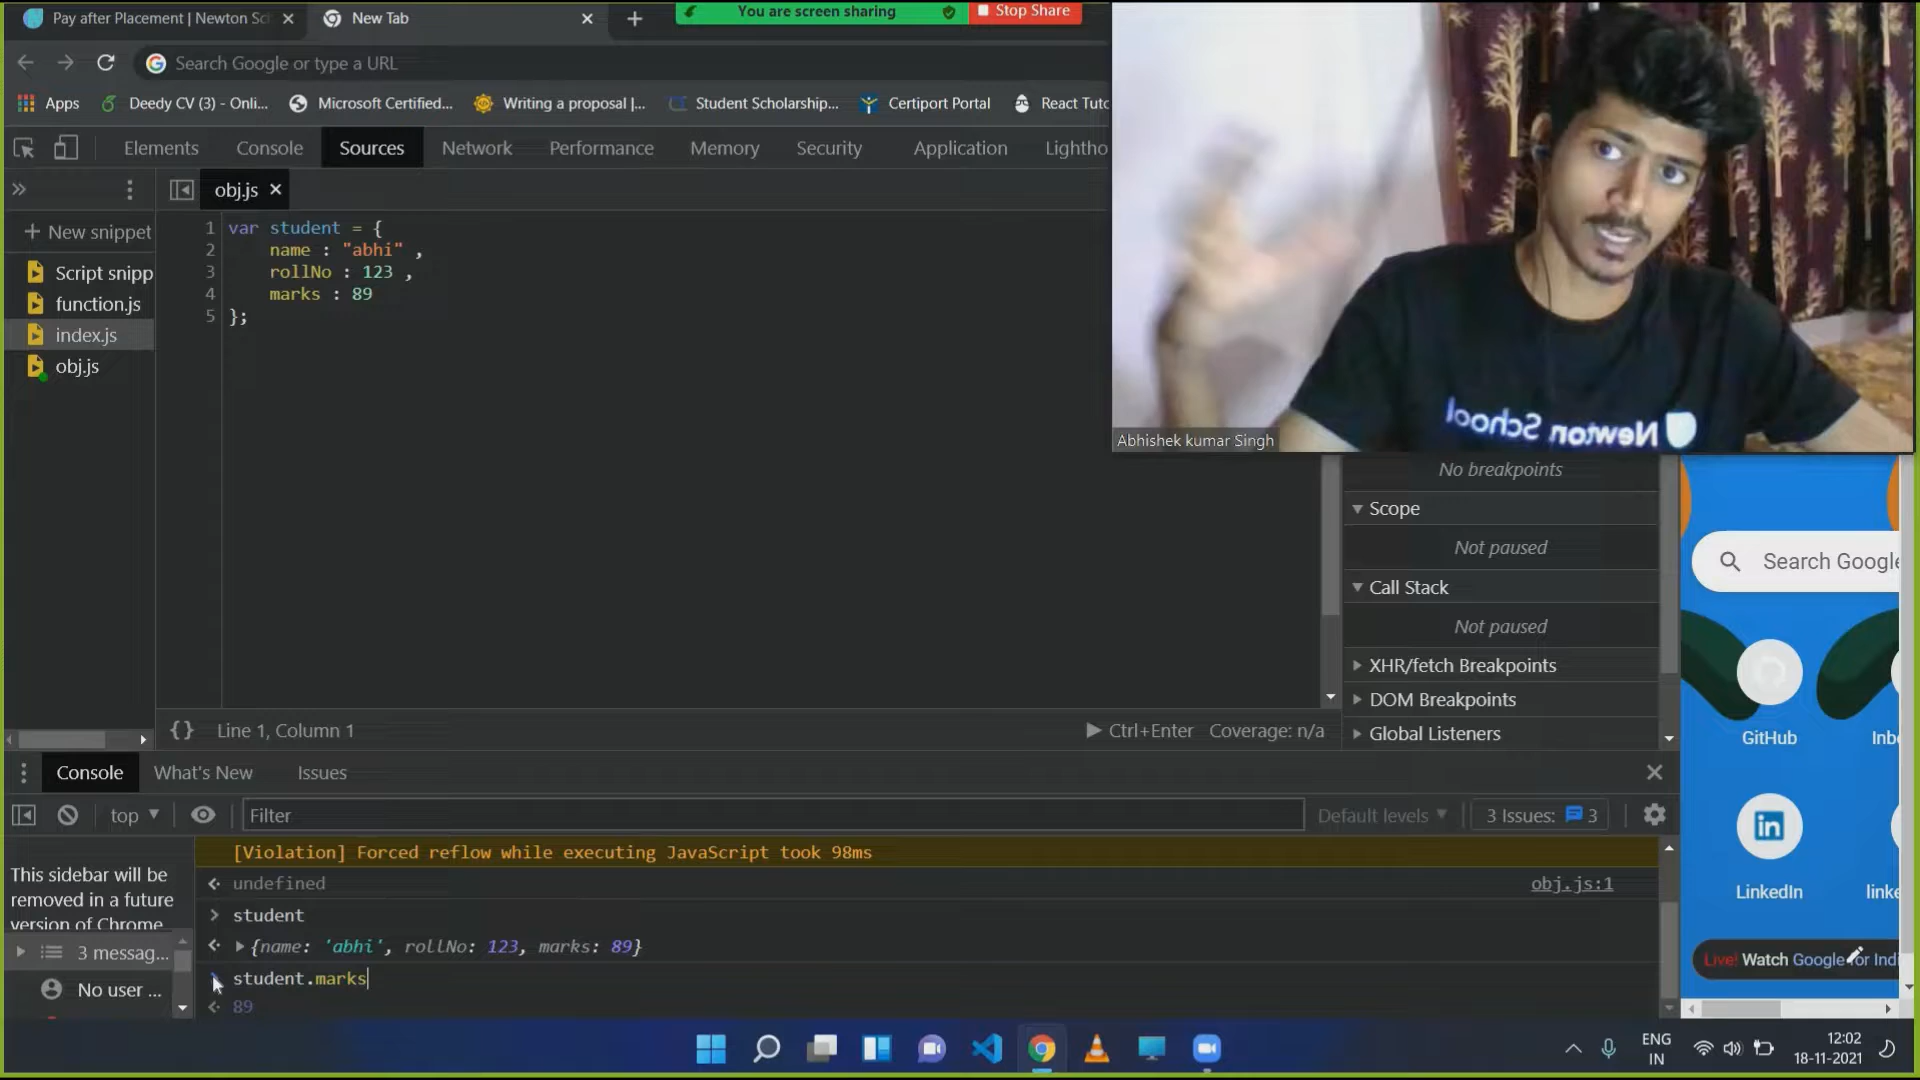 Pay after Placement | Newton Sc
New Tab
You are screen sharing
Stop Share
Search Google or type a URL
Apps
Deedy CV (3) - Onli...
Microsoft Certified...
Writing a proposal |...
Student Scholarship...
Certiport Portal
React Tuto
Elements
Console
Sources
Network
Performance
Memory
Security
Application
Lightho
obj.js
New snippet
Script snipp
function.js
index.js
obj.js
1 var student = {
2 name : "abhi" ,
3 rollNo : 123 ,
4 marks : 89
5 };
Newton School
Abhishek kumar Singh
No breakpoints
Scope
Not paused
Call Stack
Not paused
XHR/fetch Breakpoints
DOM Breakpoints
Global Listeners
Search Google
GitHub
Inbo
LinkedIn
linke
Live! Watch Google for Indi
{} Line 1, Column 1
Ctrl+Enter
Coverage: n/a
Console
What's New
Issues
top
Filter
Default levels
3 Issues: 3
This sidebar will be
removed in a future
version of Chrome.
3 messag...
No user ...
[Violation] Forced reflow while executing JavaScript took 98ms
undefined
obj.js:1
student
{name: 'abhi', rollNo: 123, marks: 89}
student.marks
89
ENG
IN
12:02
18-11-2021